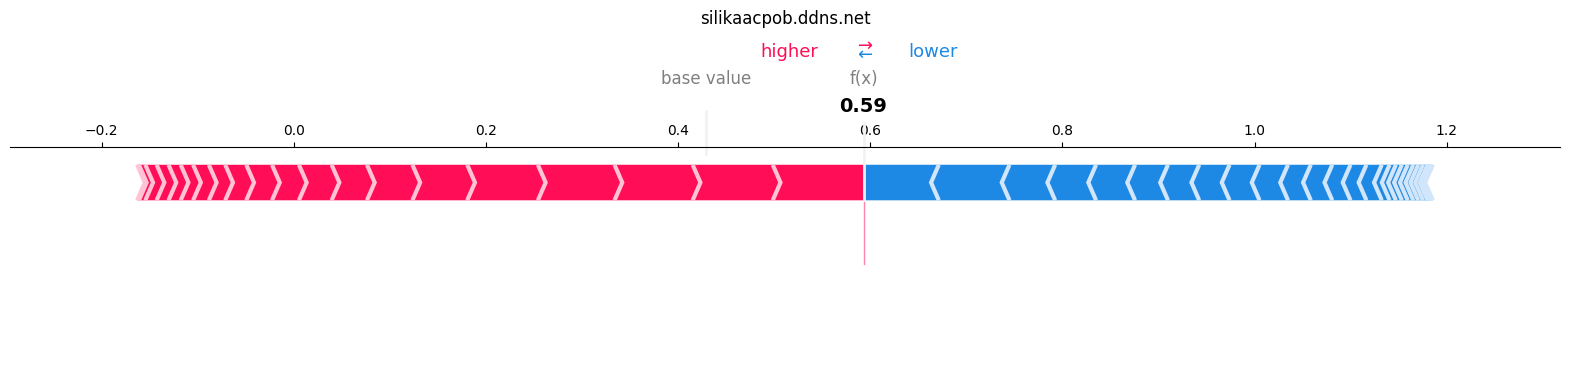 silikaacpob.ddns.net
higher ⇄ lower
base value f(x)
0.59
−0.2 0.0 0.2 0.4 0.6 0.8 1.0 1.2